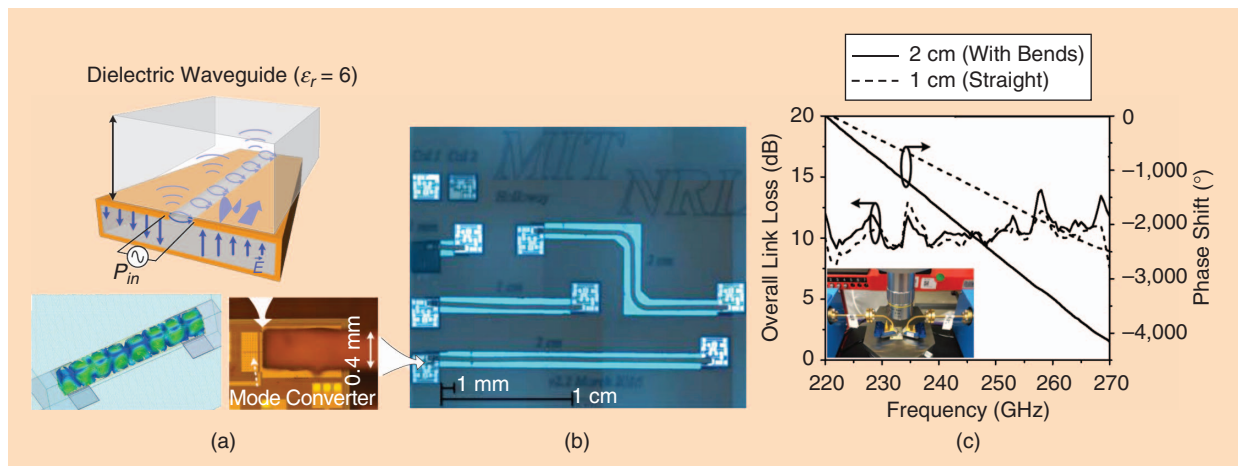 Dielectric Waveguide (εr = 6)
Pin
E
Mode Converter
0.4 mm
(a)
MIT
NRL
2 cm
1 cm
2 cm
1 mm
1 cm
(b)
2 cm (With Bends)
1 cm (Straight)
Overall Link Loss (dB)
20
15
10
5
0
0
–1,000
–2,000
–3,000
–4,000
Phase Shift (°)
220 230 240 250 260 270
Frequency (GHz)
(c)